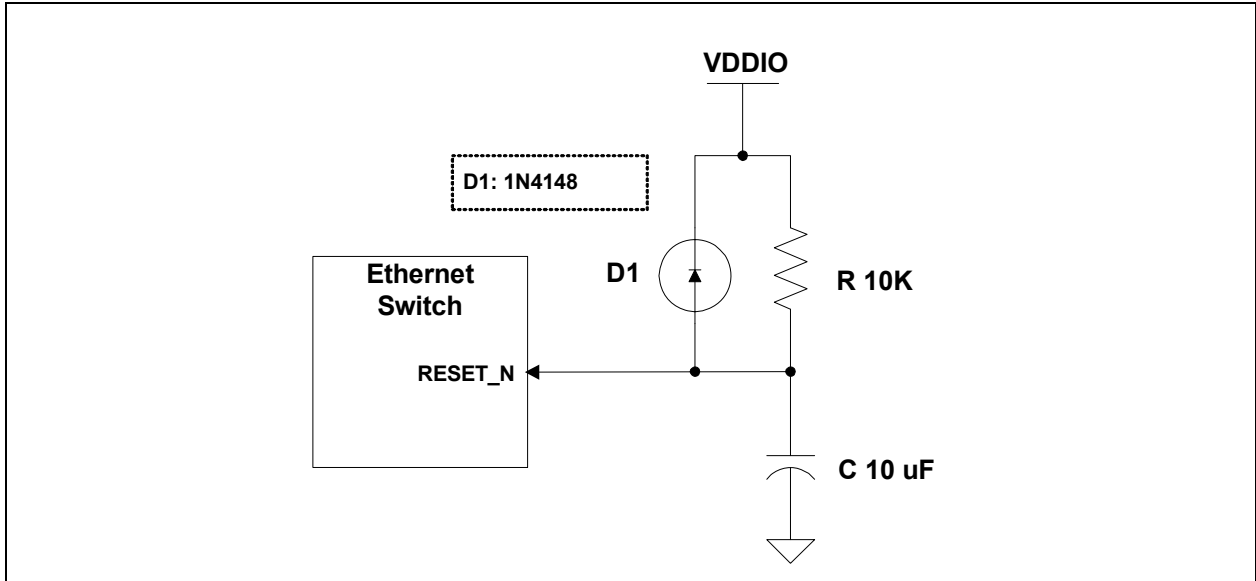 VDDIO
D1: 1N4148
Ethernet
Switch
D1
R 10K
RESET_N
C 10 uF